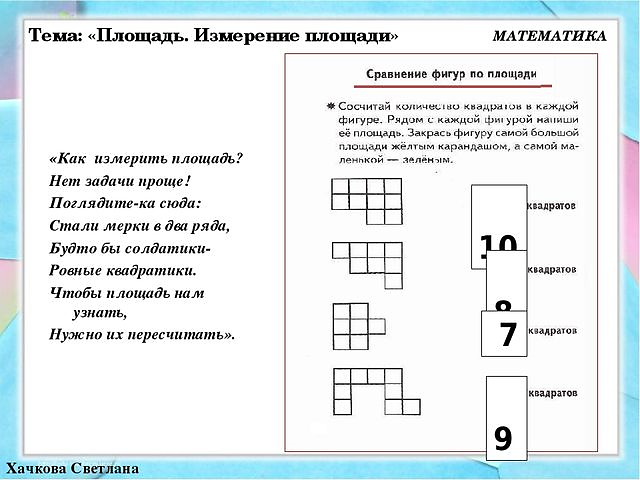 Тема: «Площадь. Измерение площади»
МАТЕМАТИКА
«Как измерить площадь?
Нет задачи проще!
Поглядите-ка сюда:
Стали мерки в два ряда,
Будто бы солдатики-
Ровные квадратики.
Чтобы площадь нам
узнать,
Нужно их пересчитать».
Сравнение фигур по площади
Сосчитай количество квадратов в каждой
фигуре. Рядом с каждой фигурой напиши
её площадь. Закрась фигуру самой большой
площади жёлтым карандашом, а самой ма-
ленькой — зелёным.
10 квадратов
8 квадратов
7 квадратов
9 квадратов
Хачкова Светлана